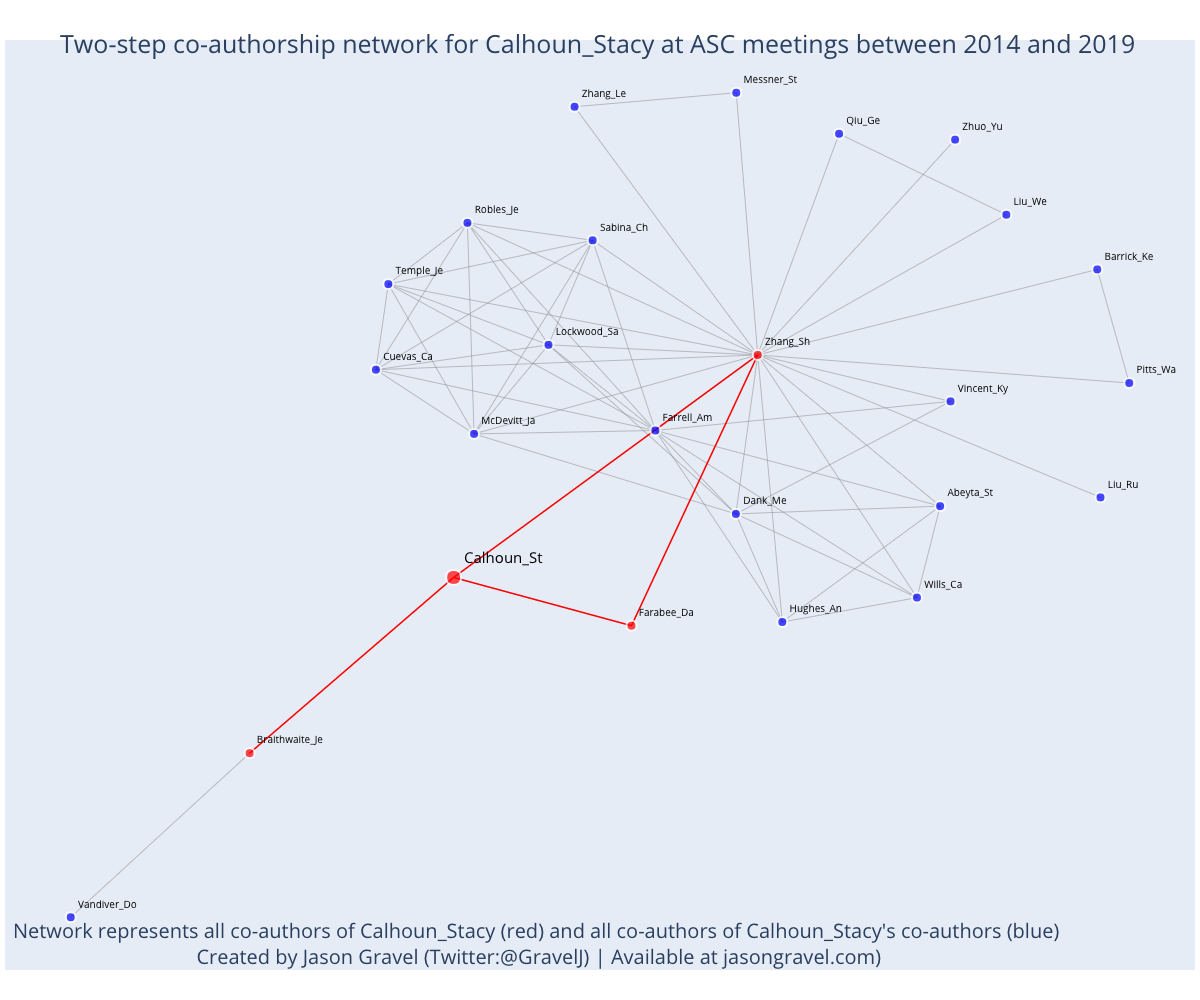 Two-step co-authorship network for Calhoun_Stacy at ASC meetings between 2014 and 2019
Messner_St
Zhang_Le
Qiu_Ge
Zhuo_Yu
Liu_We
Robles_Je
Sabina_Ch
Barrick_Ke
Temple_Je
Lockwood_Sa
Zhang_Sh
Cuevas_Ca
Pitts_Wa
Vincent_Ky
Farrell_Am
McDevitt_Ja
Liu_Ru
Abeyta_St
Dank_Me
Calhoun_St
Wills_Ca
Hughes_An
Farabee_Da
Braithwaite_Je
Vandiver_Do
Network represents all co-authors of Calhoun_Stacy (red) and all co-authors of Calhoun_Stacy's co-authors (blue)
Created by Jason Gravel (Twitter:@GravelJ) | Available at jasongravel.com)